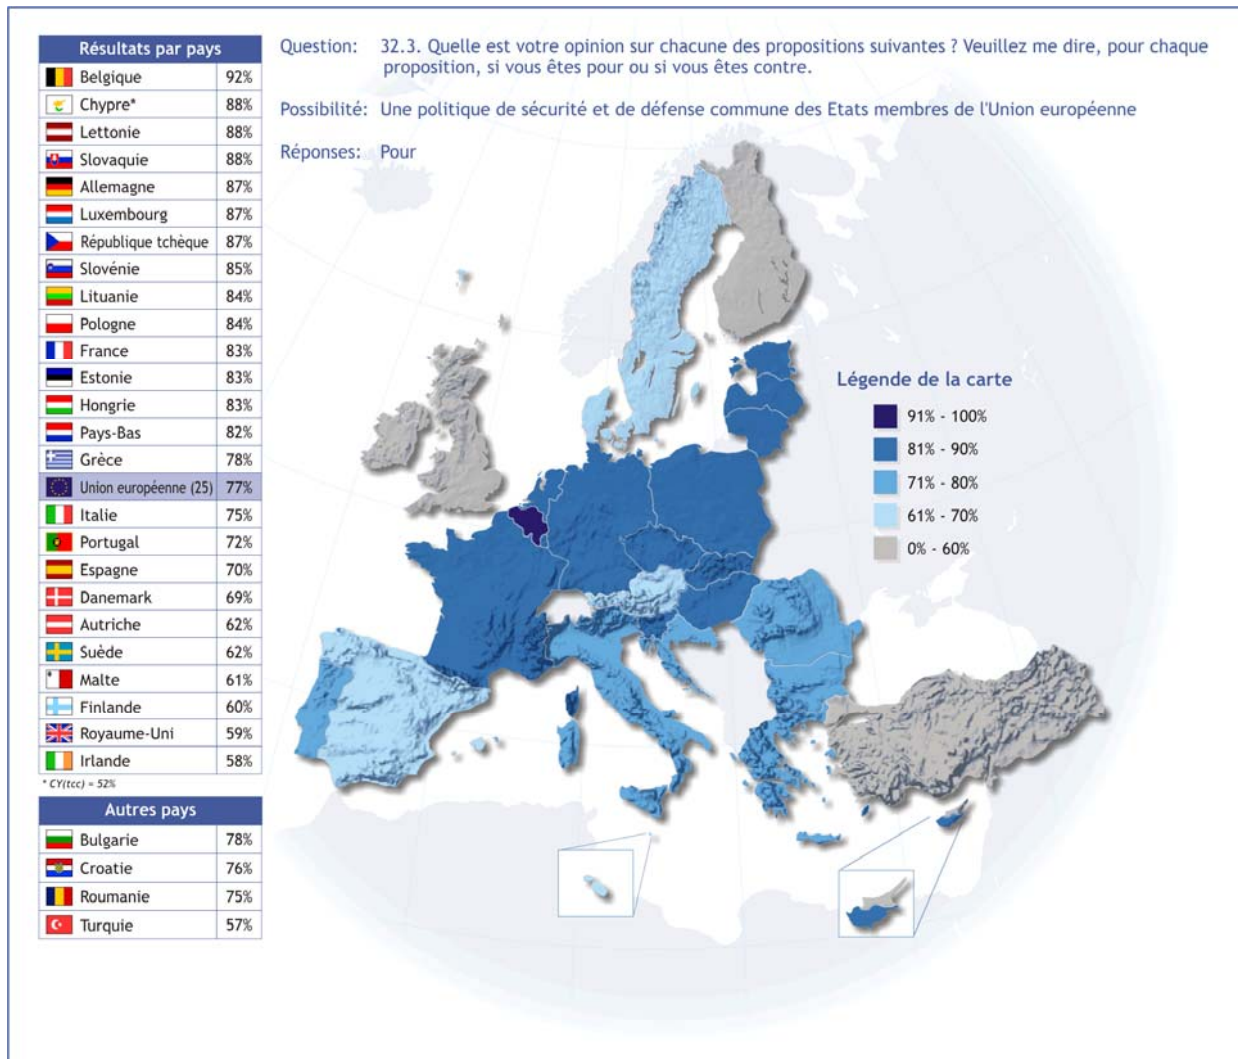 Résultats par pays
Belgique 92%
Chypre* 88%
Lettonie 88%
Slovaquie 88%
Allemagne 87%
Luxembourg 87%
République tchèque 87%
Slovénie 85%
Lituanie 84%
Pologne 84%
France 83%
Estonie 83%
Hongrie 83%
Pays-Bas 82%
Grèce 78%
Union européenne (25) 77%
Italie 75%
Portugal 72%
Espagne 70%
Danemark 69%
Autriche 62%
Suède 62%
Malte 61%
Finlande 60%
Royaume-Uni 59%
Irlande 58%
* CY(tcc) = 52%
Autres pays
Bulgarie 78%
Croatie 76%
Roumanie 75%
Turquie 57%
Question: 32.3. Quelle est votre opinion sur chacune des propositions suivantes ? Veuillez me dire, pour chaque
proposition, si vous êtes pour ou si vous êtes contre.
Possibilité: Une politique de sécurité et de défense commune des Etats membres de l'Union européenne
Réponses: Pour
Légende de la carte
91% - 100%
81% - 90%
71% - 80%
61% - 70%
0% - 60%